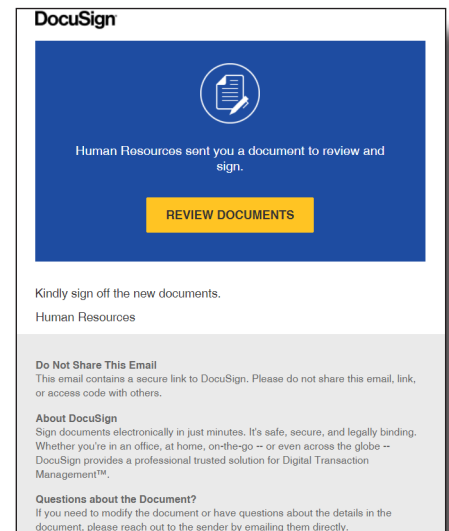 DocuSign
Human Resources sent you a document to review and
sign.
REVIEW DOCUMENTS
Kindly sign off the new documents.
Human Resources
Do Not Share This Email
This email contains a secure link to DocuSign. Please do not share this email, link,
or access code with others.
About DocuSign
Sign documents electronically in just minutes. It's safe, secure, and legally binding.
Whether you're in an office, at home, on-the-go -- or even across the globe --
DocuSign provides a professional trusted solution for Digital Transaction
Management™.
Questions about the Document?
If you need to modify the document or have questions about the details in the
document, please reach out to the sender by emailing them directly.